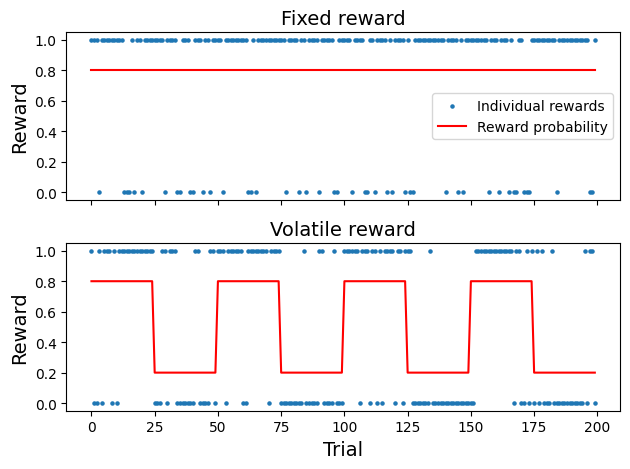 Fixed reward
1.0
0.8
0.6
0.4
0.2
0.0
Reward
Individual rewards
Reward probability
Volatile reward
1.0
0.8
0.6
0.4
0.2
0.0
Reward
0 25 50 75 100 125 150 175 200
Trial